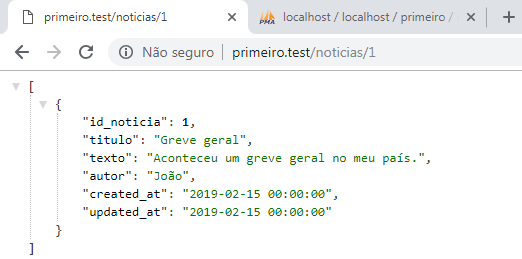 primeiro.test/noticias/1
PMA
localhost / localhost / primeiro /
Não seguro | primeiro.test/noticias/1
[
{
"id_noticia": 1,
"titulo": "Greve geral",
"texto": "Aconteceu um greve geral no meu país.",
"autor": "João",
"created_at": "2019-02-15 00:00:00",
"updated_at": "2019-02-15 00:00:00"
}
]